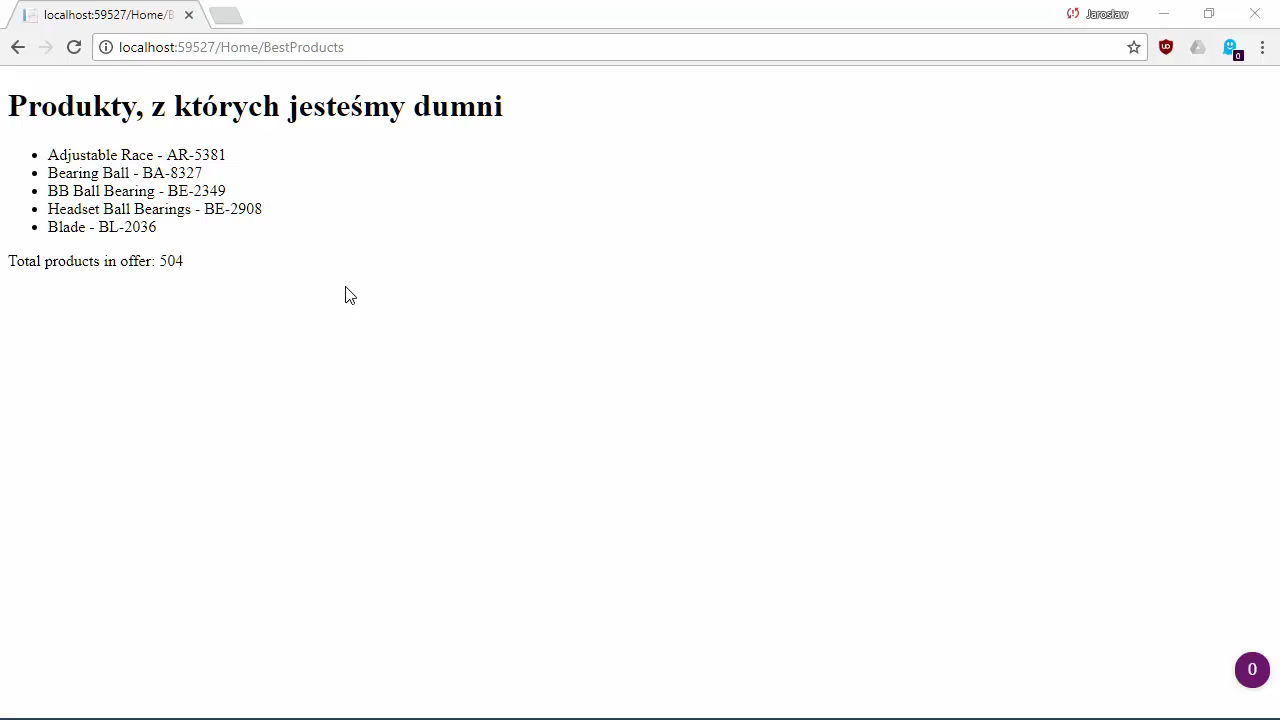 localhost:59527/Home/B
Jarosław
localhost:59527/Home/BestProducts
0
Produkty, z których jesteśmy dumni
Adjustable Race - AR-5381
Bearing Ball - BA-8327
BB Ball Bearing - BE-2349
Headset Ball Bearings - BE-2908
Blade - BL-2036
Total products in offer: 504
0